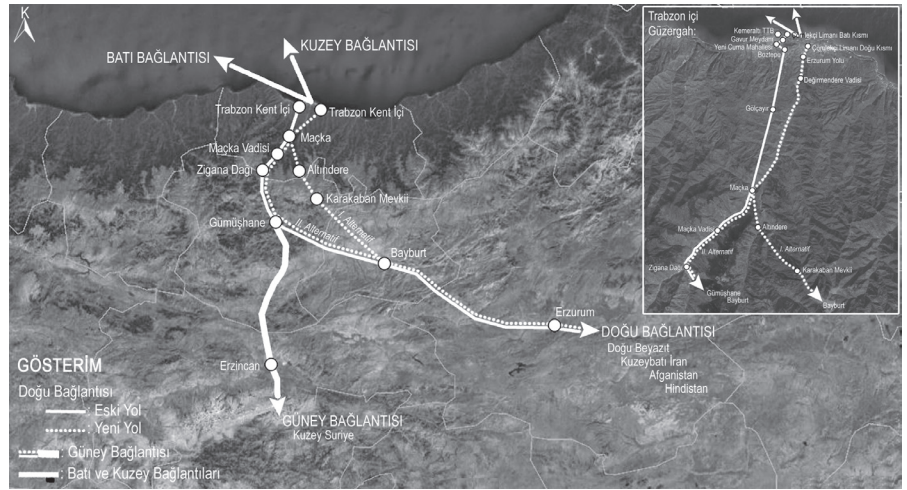 K
KUZEY BAĞLANTISI
BATI BAĞLANTISI
Trabzon Kent İçi
Trabzon Kent İçi
Maçka
Maçka Vadisi
Zigana Dağı
Altındere
Karakaban Mevkii
I. Alternatif
Gümüşhane
II. Alternatif
Bayburt
Erzurum
DOĞU BAĞLANTISI
Doğu Beyazıt
Kuzeybatı İran
Afganistan
Hindistan
Erzincan
GÜNEY BAĞLANTISI
Kuzey Suriye
GÖSTERİM
Doğu Bağlantısı
: Eski Yol
: Yeni Yol
: Güney Bağlantısı
: Batı ve Kuzey Bağlantıları
Trabzon içi
Güzergah:
Kemeraltı TTB
Gavur Meydanı
Limanı Batı Kısmı
Yeni Cuma Mahallesi
Çömlekçi Limanı Doğu Kısmı
Boztepe
Erzurum Yolu
Değirmendere Vadisi
Gölçayır
Maçka
Maçka Vadisi
Altındere
II. Alternatif
I. Alternatif
Zigana Dağı
Karakaban Mevkii
Gümüşhane
Bayburt
Bayburt